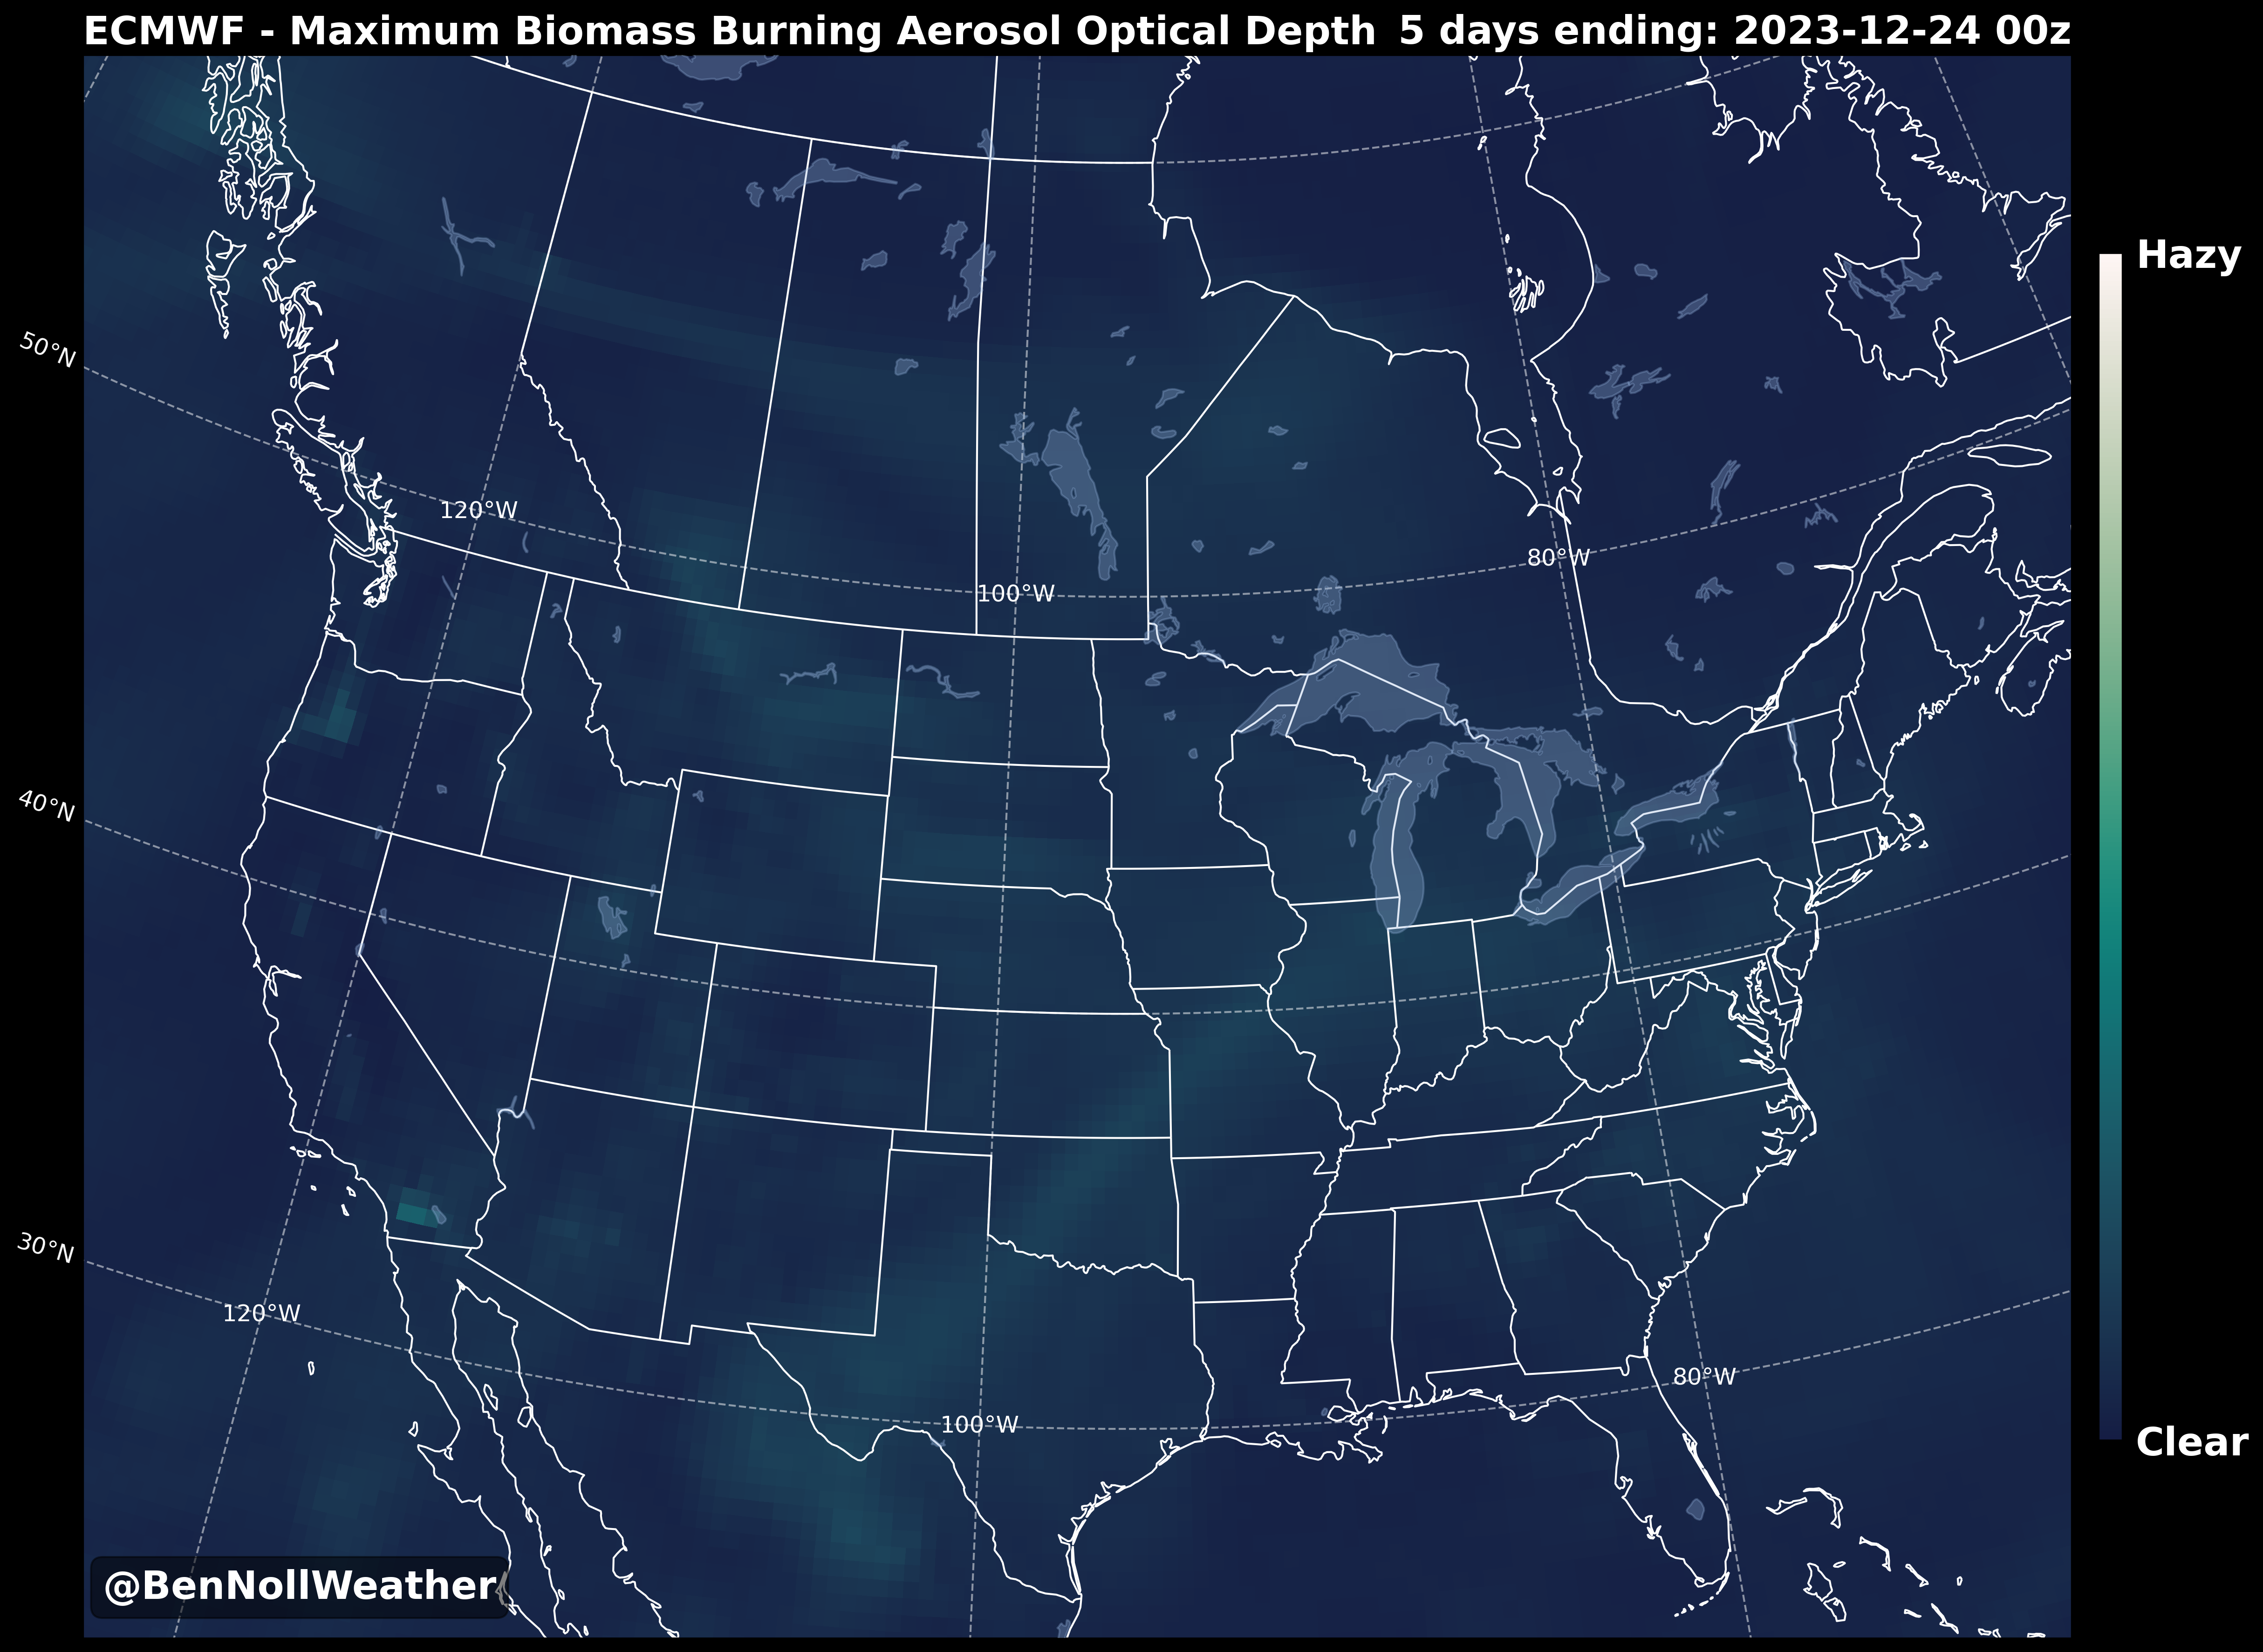 ECMWF - Maximum Biomass Burning Aerosol Optical Depth 5 days ending: 2023-12-24 00z
Hazy
50°N
120°W
80°W
100°W
40°N
30°N
120°W
80°W
100°W
Clear
@BenNollWeather